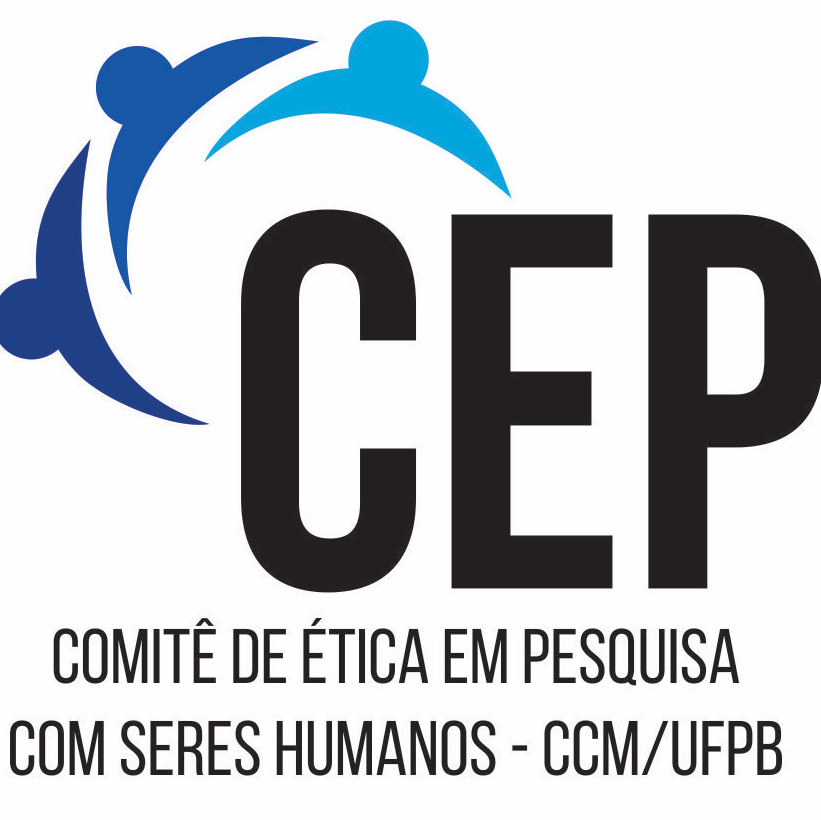 CEP
COMITÊ DE ÉTICA EM PESQUISA
COM SERES HUMANOS - CCM/UFPB